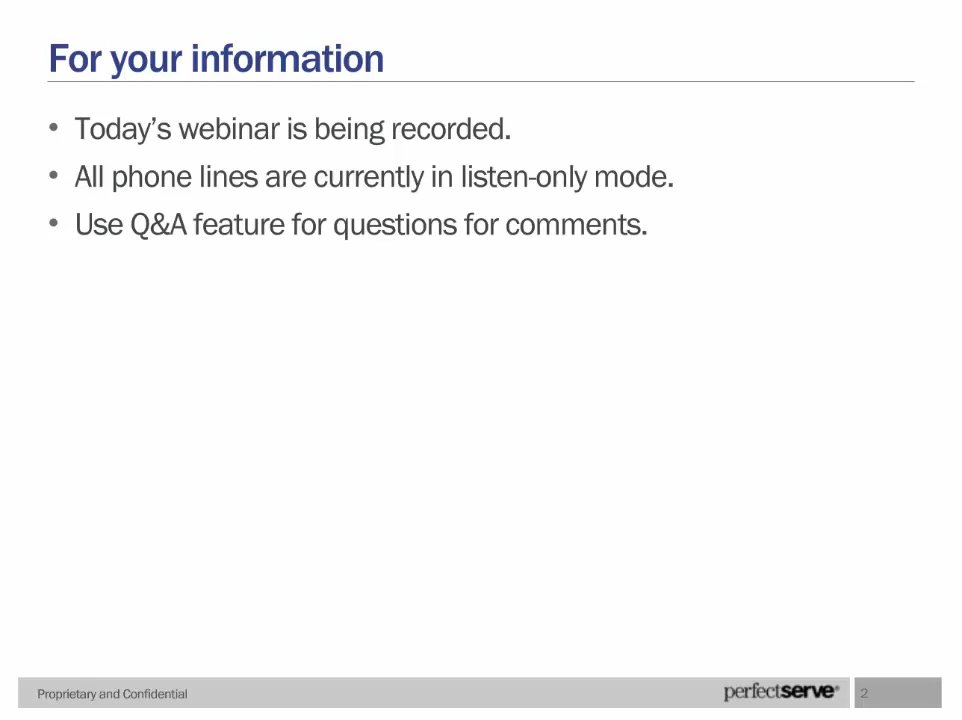 For your information
• Today's webinar is being recorded.
• All phone lines are currently in listen-only mode.
• Use Q&A feature for questions for comments.
Proprietary and Confidential
perfectserve®
2